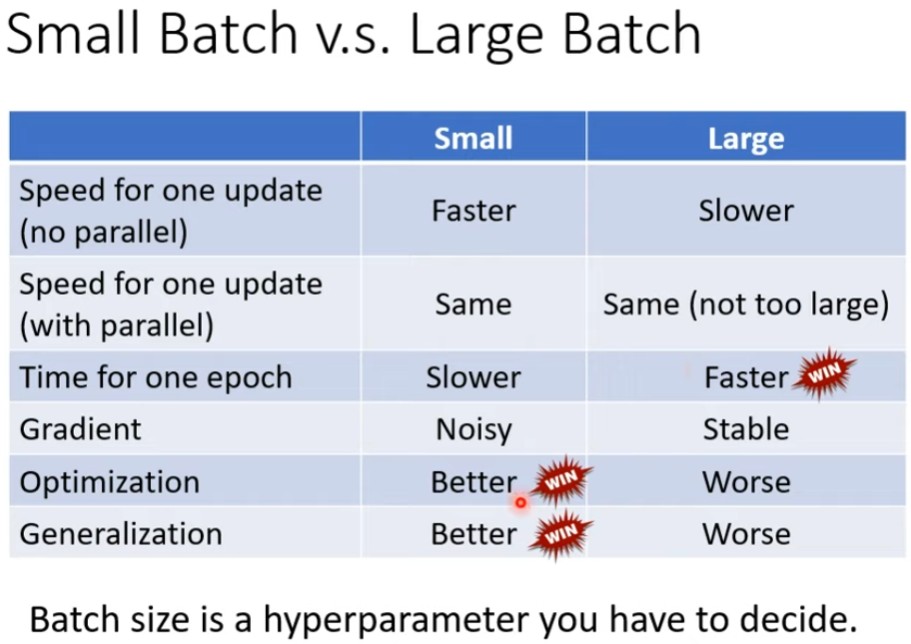 Small Batch v.s. Large Batch
Small Large
Speed for one update
(no parallel)
Faster Slower
Speed for one update
(with parallel)
Same Same (not too large)
Time for one epoch Slower Faster WIN
Gradient Noisy Stable
Optimization Better WIN Worse
Generalization Better WIN Worse
Batch size is a hyperparameter you have to decide.